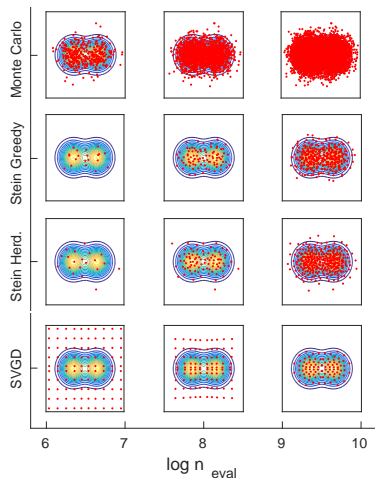 Monte Carlo
Stein Greedy
Stein Herd.
SVGD
6 7 8 9 10
log n eval